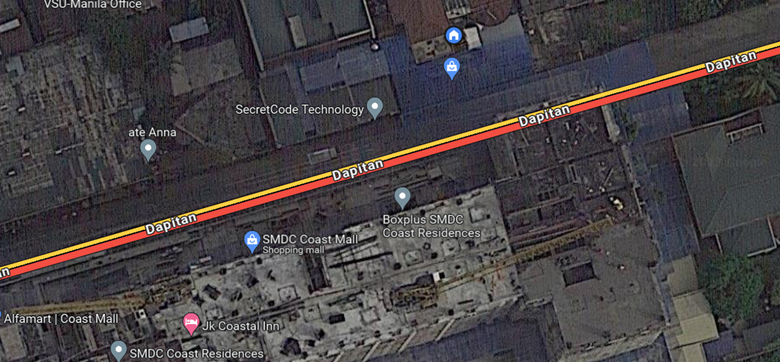 VSU-Manila Office
Dapitan
SecretCode Technology
Dapitan
ate Anna
Dapitan
Dapitan
Boxplus SMDC
Coast Residences
SMDC Coast Mall
Shopping mall
in
Alfamart | Coast Mall
Jk Coastal Inn
SMDC Coast Residences